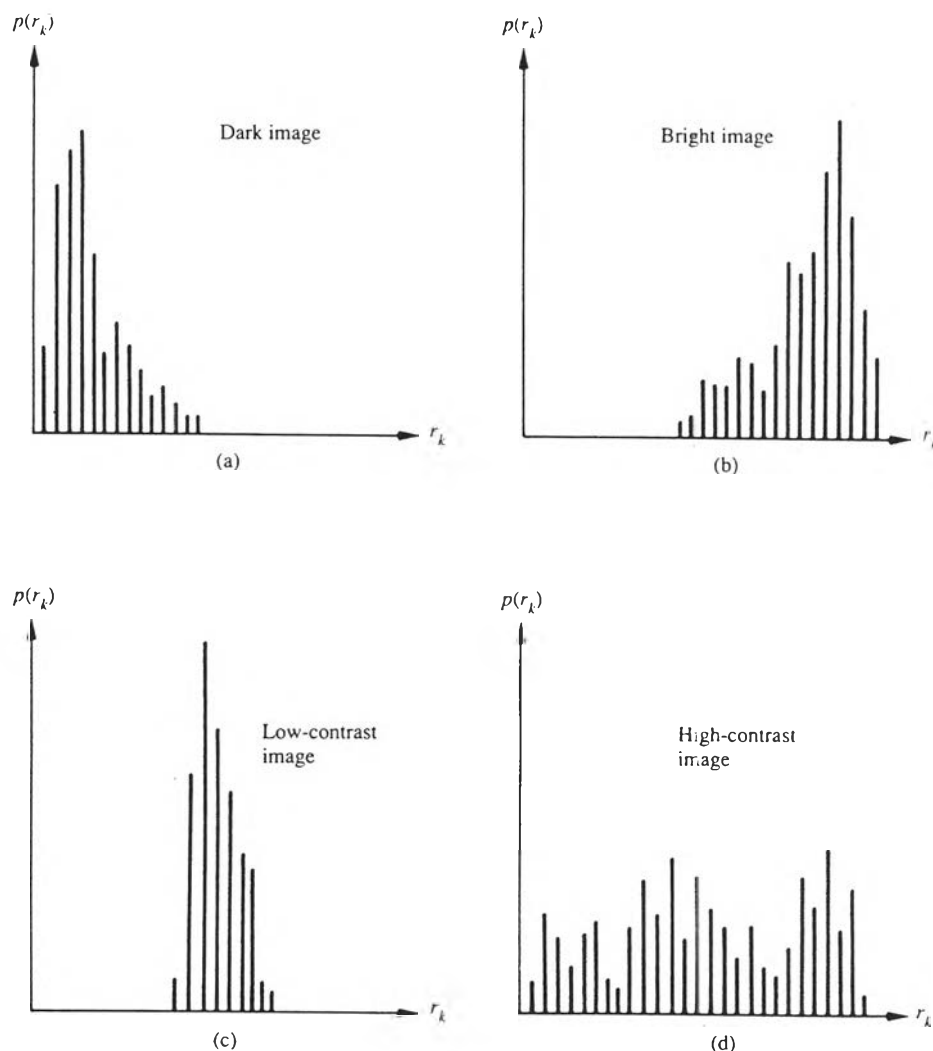 p(r_k)
Dark image
r_k
(a)
p(r_k)
Bright image
(b)
p(r_k)
Low-contrast
image
r_k
(c)
p(r_k)
High-contrast
image
r_k
(d)